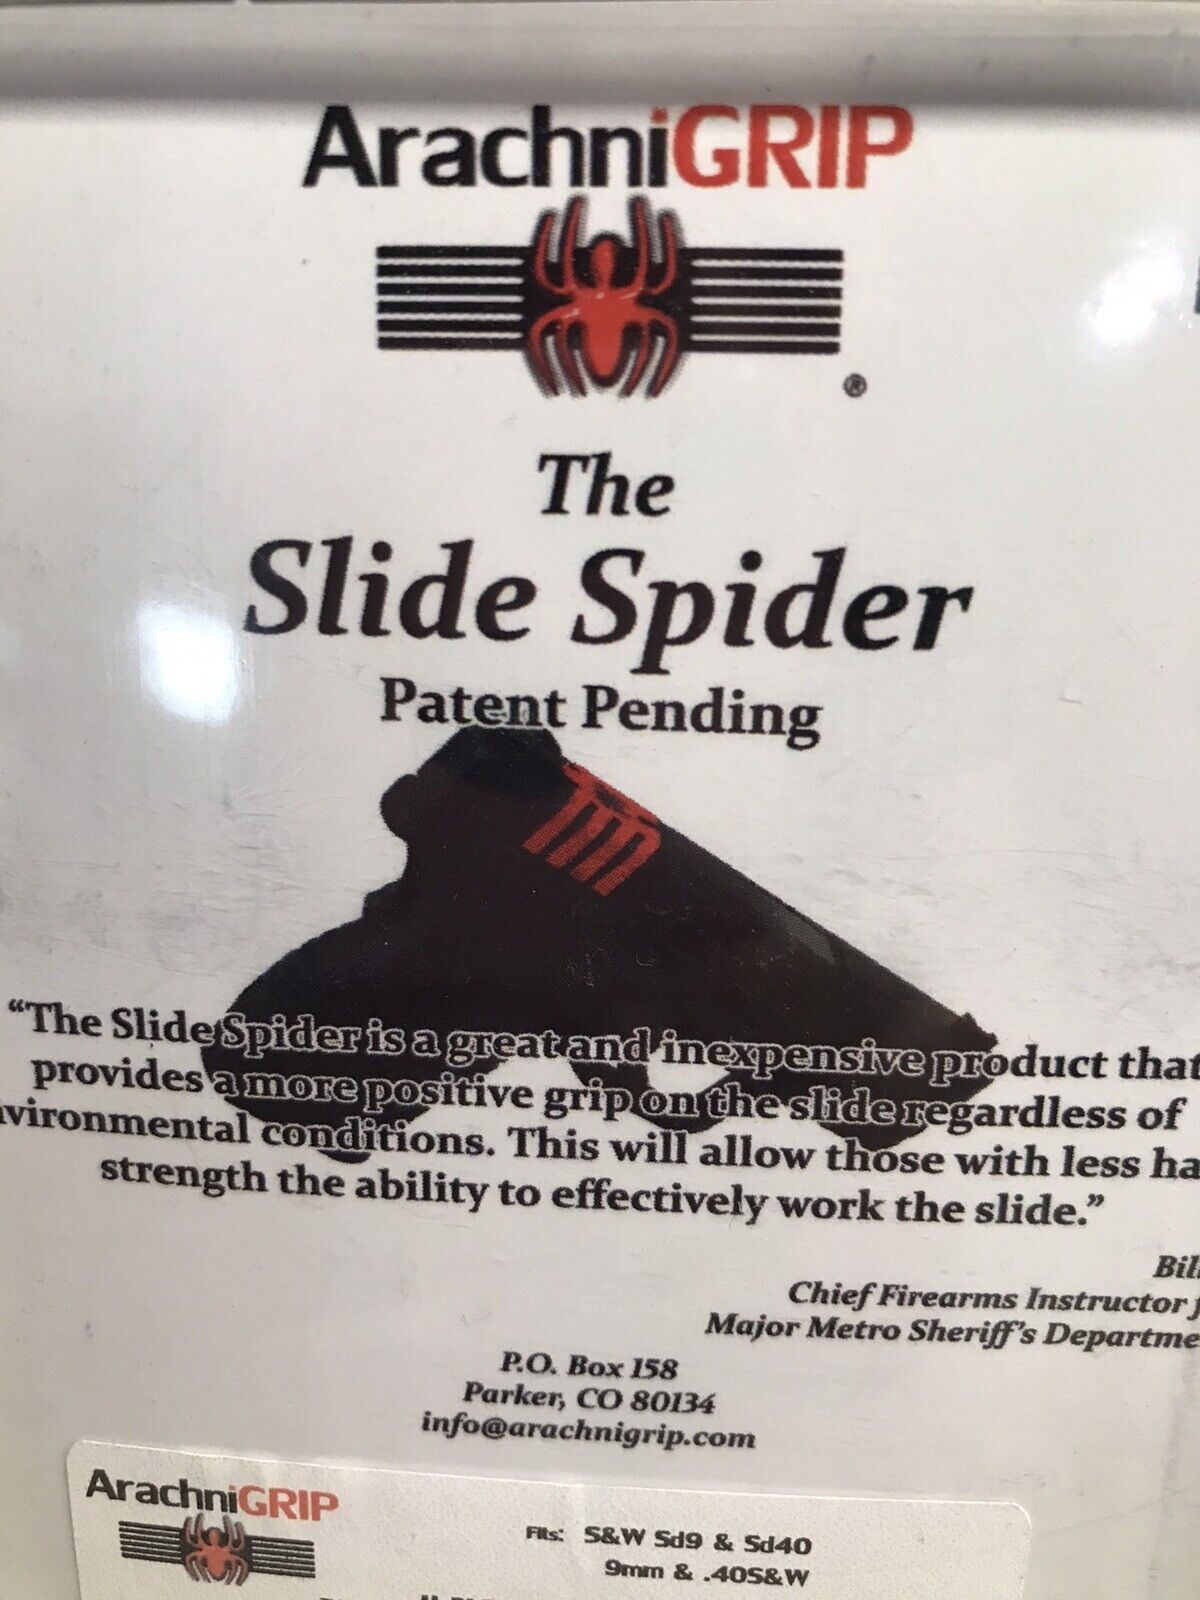 ArachniGRIP
®
The
Slide Spider
Patent Pending
“The Slide Spider is a great and inexpensive product that
provides a more positive grip on the slide regardless of
nvironmental conditions. This will allow those with less ha
strength the ability to effectively work the slide.”
Bill
Chief Firearms Instructor f
Major Metro Sheriff's Departme
P.O. Box 158
Parker, CO 80134
info@arachnigrip.com
ArachniGRIP
Fits: S&W Sd9 & Sd40
9mm & .40S&W